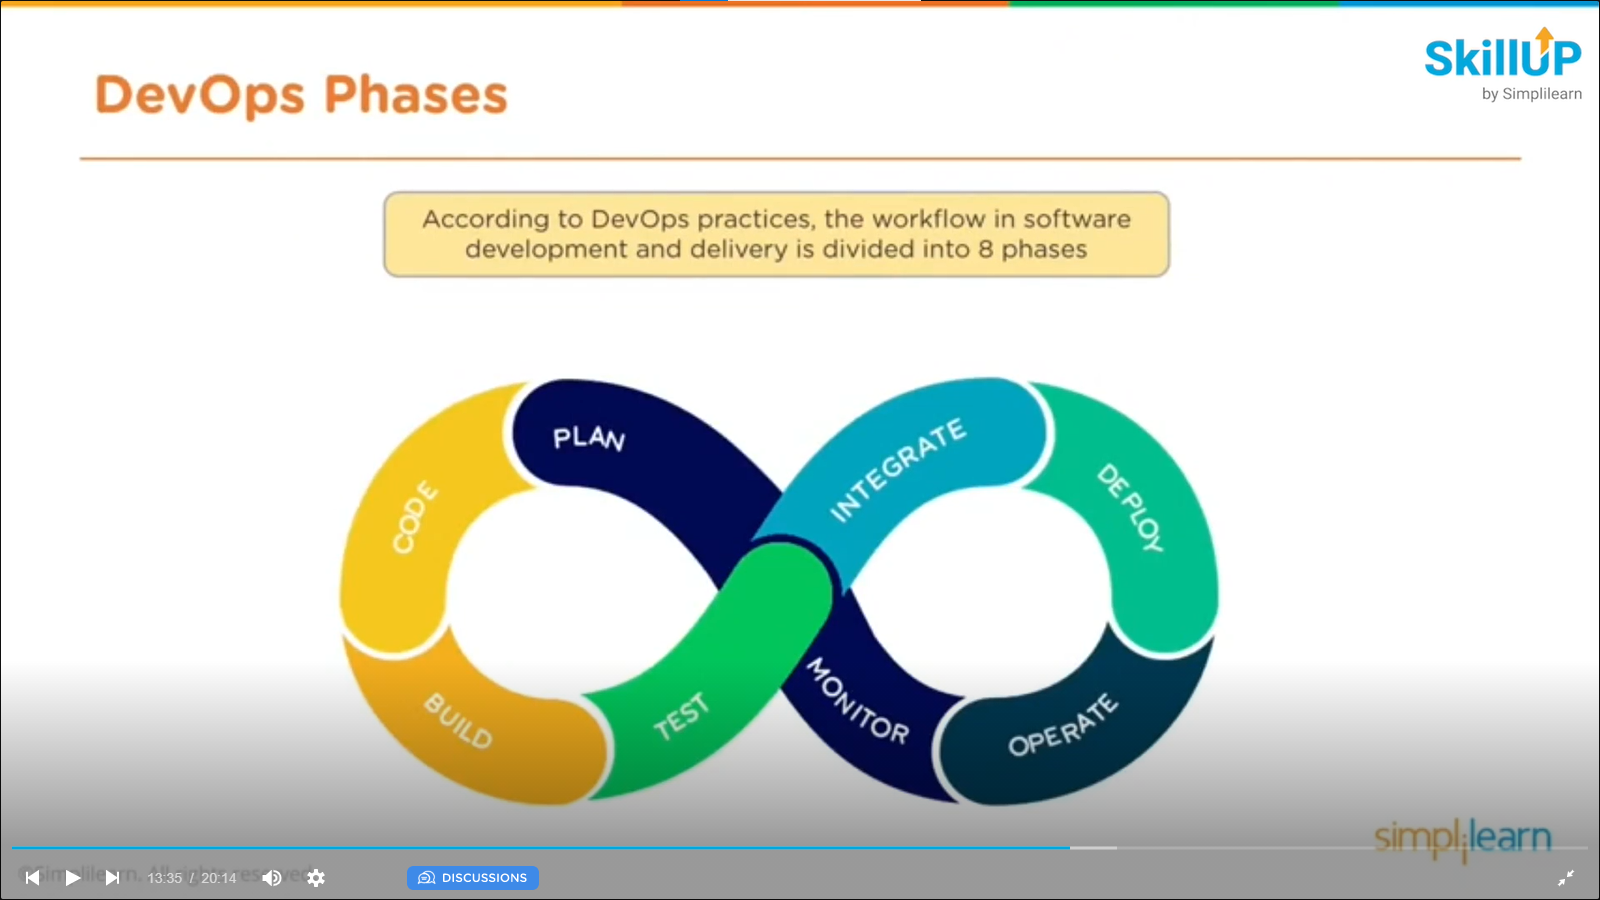 SkillUP
by Simplilearn
DevOps Phases
According to DevOps practices, the workflow in software
development and delivery is divided into 8 phases
PLAN
CODE
BUILD
TEST
INTEGRATE
DEPLOY
OPERATE
MONITOR
simplilearn
©Simplilearn. All rights reserved.
13:35 / 20:14
DISCUSSIONS